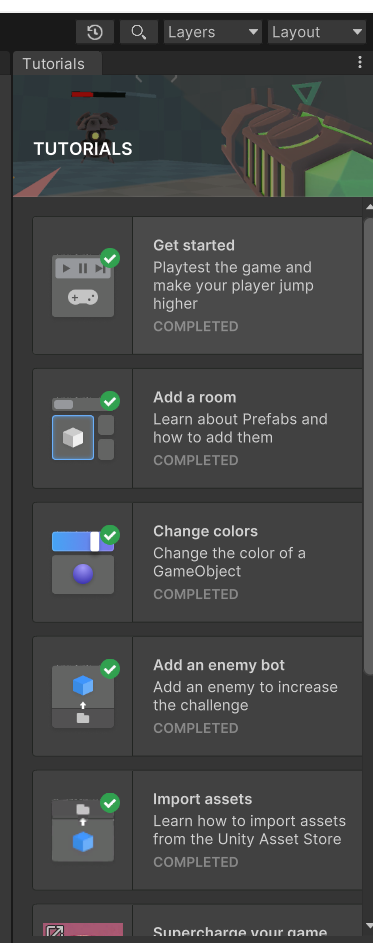 Layers
Layout
Tutorials
TUTORIALS
Get started
Playtest the game and
make your player jump
higher
COMPLETED
Add a room
Learn about Prefabs and
how to add them
COMPLETED
Change colors
Change the color of a
GameObject
COMPLETED
Add an enemy bot
Add an enemy to increase
the challenge
COMPLETED
Import assets
Learn how to import assets
from the Unity Asset Store
COMPLETED
Supercharge your game